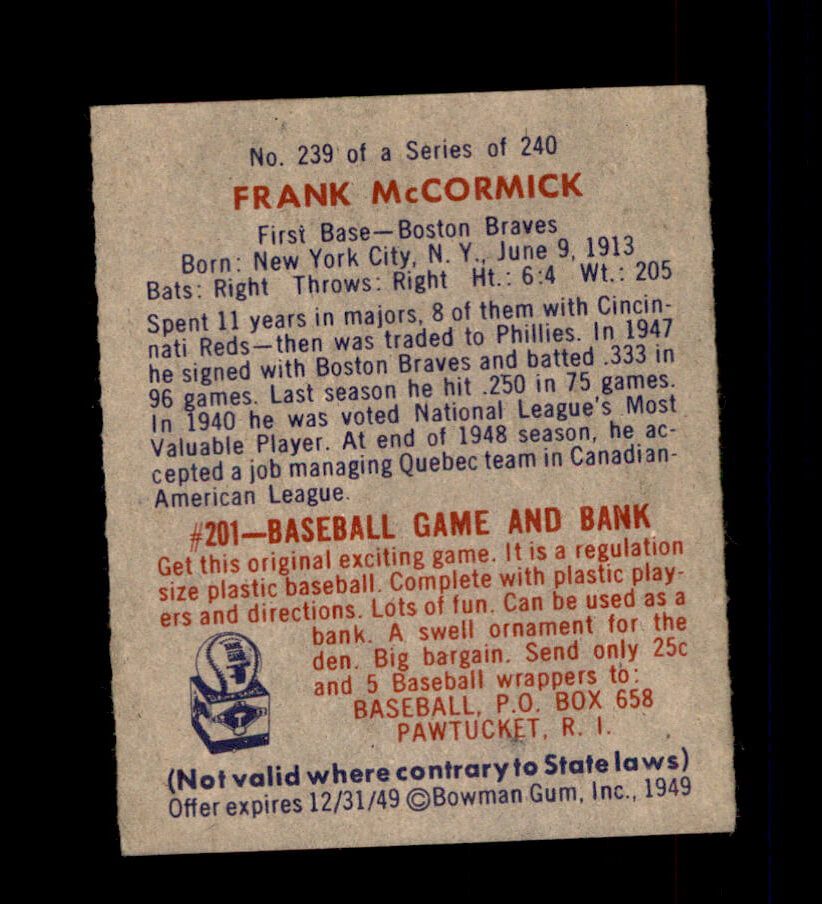 No. 239 of a Series of 240
FRANK McCORMICK
First Base—Boston Braves
Born: New York City, N. Y., June 9, 1913
Bats: Right Throws: Right Ht.: 6:4 Wt.: 205
Spent 11 years in majors, 8 of them with Cincin-
nati Reds—then was traded to Phillies. In 1947
he signed with Boston Braves and batted .333 in
96 games. Last season he hit .250 in 75 games.
In 1940 he was voted National League's Most
Valuable Player. At end of 1948 season, he ac-
cepted a job managing Quebec team in Canadian-
American League.
#201—BASEBALL GAME AND BANK
Get this original exciting game. It is a regulation
size plastic baseball. Complete with plastic play-
ers and directions. Lots of fun. Can be used as a
bank. A swell ornament for the
den. Big bargain. Send only 25c
and 5 Baseball wrappers to:
BASEBALL, P.O. BOX 658
PAWTUCKET, R. I.
(Not valid where contrary to State laws)
Offer expires 12/31/49 ©Bowman Gum, Inc., 1949